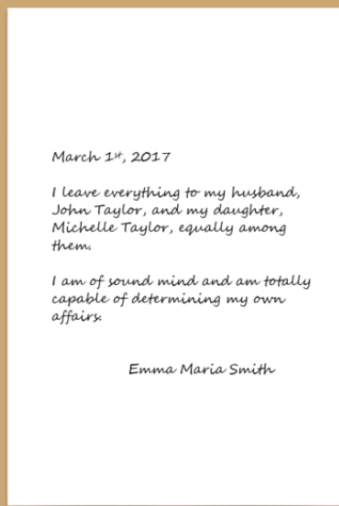 March 1st, 2017
I leave everything to my husband,
John Taylor, and my daughter,
Michelle Taylor, equally among
them.
I am of sound mind and am totally
capable of determining my own
affairs.
Emma Maria Smith